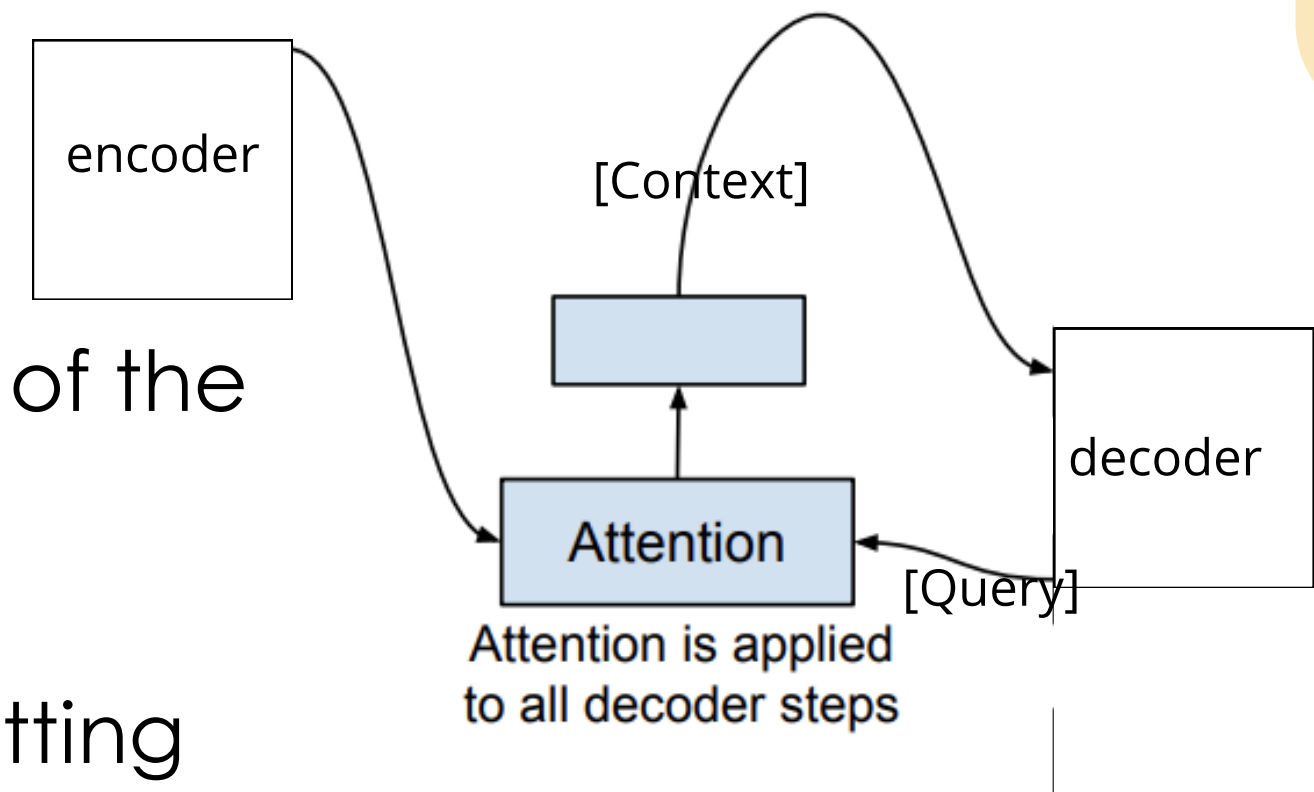 encoder
[Context]
of the
decoder
Attention
[Query]
Attention is applied
to all decoder steps
tting